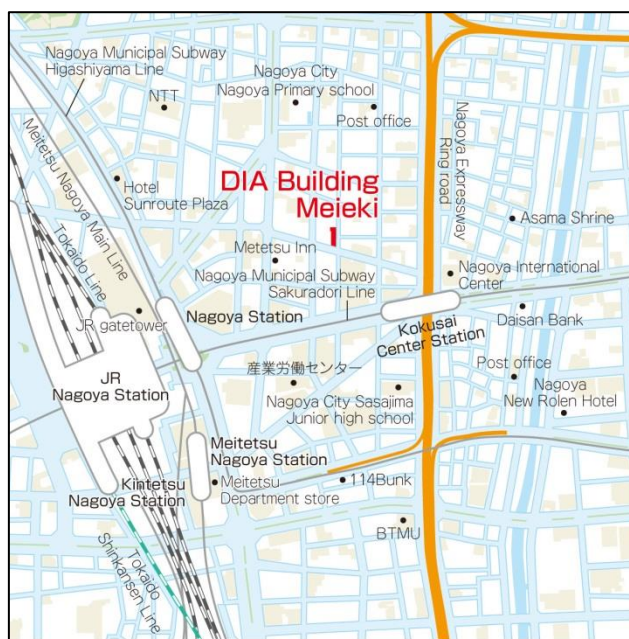 Nagoya Municipal Subway
Higashiyama Line
NTT
Nagoya City
Nagoya Primary school
Post office
Meitetsu Nagoya Main Line
Tokaido Line
Hotel
Sunroute Plaza
DIA Building
Meieki
1
Nagoya Expressway
Ring road
Asama Shrine
Metetsu Inn
Nagoya Municipal Subway
Sakuradori Line
Nagoya International
Center
JR gatetower
Nagoya Station
Kokusai
Center Station
Daisan Bank
JR
Nagoya Station
産業労働センター
Nagoya City Sasajima
Junior high school
Post office
Nagoya
New Rolen Hotel
Meitetsu
Nagoya Station
Kintetsu
Nagoya Station
Meitetsu
Department store
114Bunk
BTMU
Tokaido
Shinkansen Line